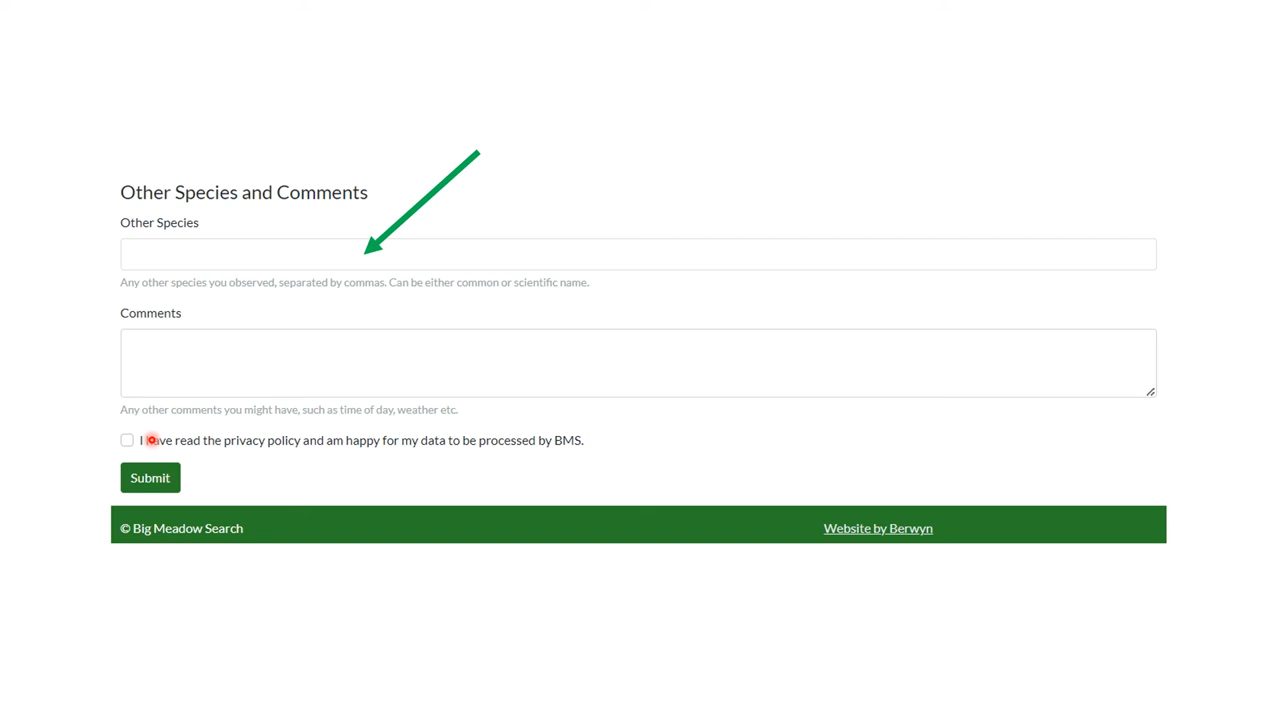 Other Species and Comments
Other Species
Any other species you observed, separated by commas. Can be either common or scientific name.
Comments
Any other comments you might have, such as time of day, weather etc.
I have read the privacy policy and am happy for my data to be processed by BMS.
Submit
© Big Meadow Search
Website by Berwyn